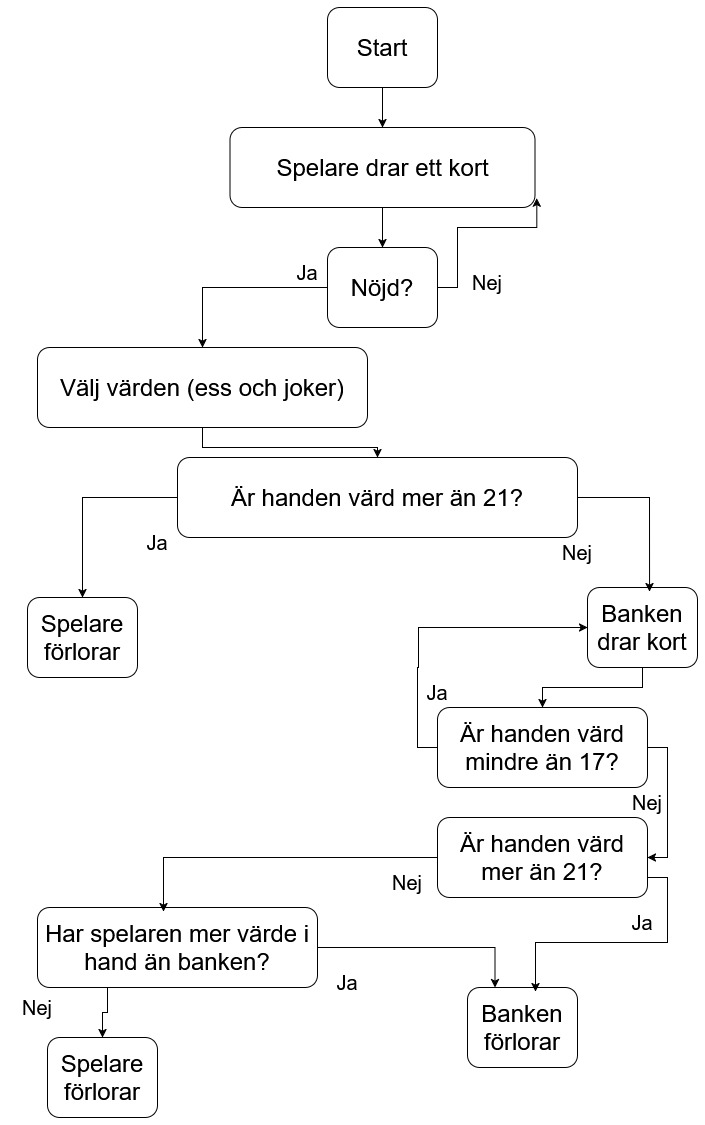 Start
Spelare drar ett kort
Ja
Nöjd?
Nej
Välj värden (ess och joker)
Är handen värd mer än 21?
Ja
Nej
Spelare
förlorar
Banken
drar kort
Ja
Är handen värd
mindre än 17?
Nej
Är handen värd
mer än 21?
Nej
Ja
Har spelaren mer värde i
hand än banken?
Ja
Nej
Banken
förlorar
Spelare
förlorar